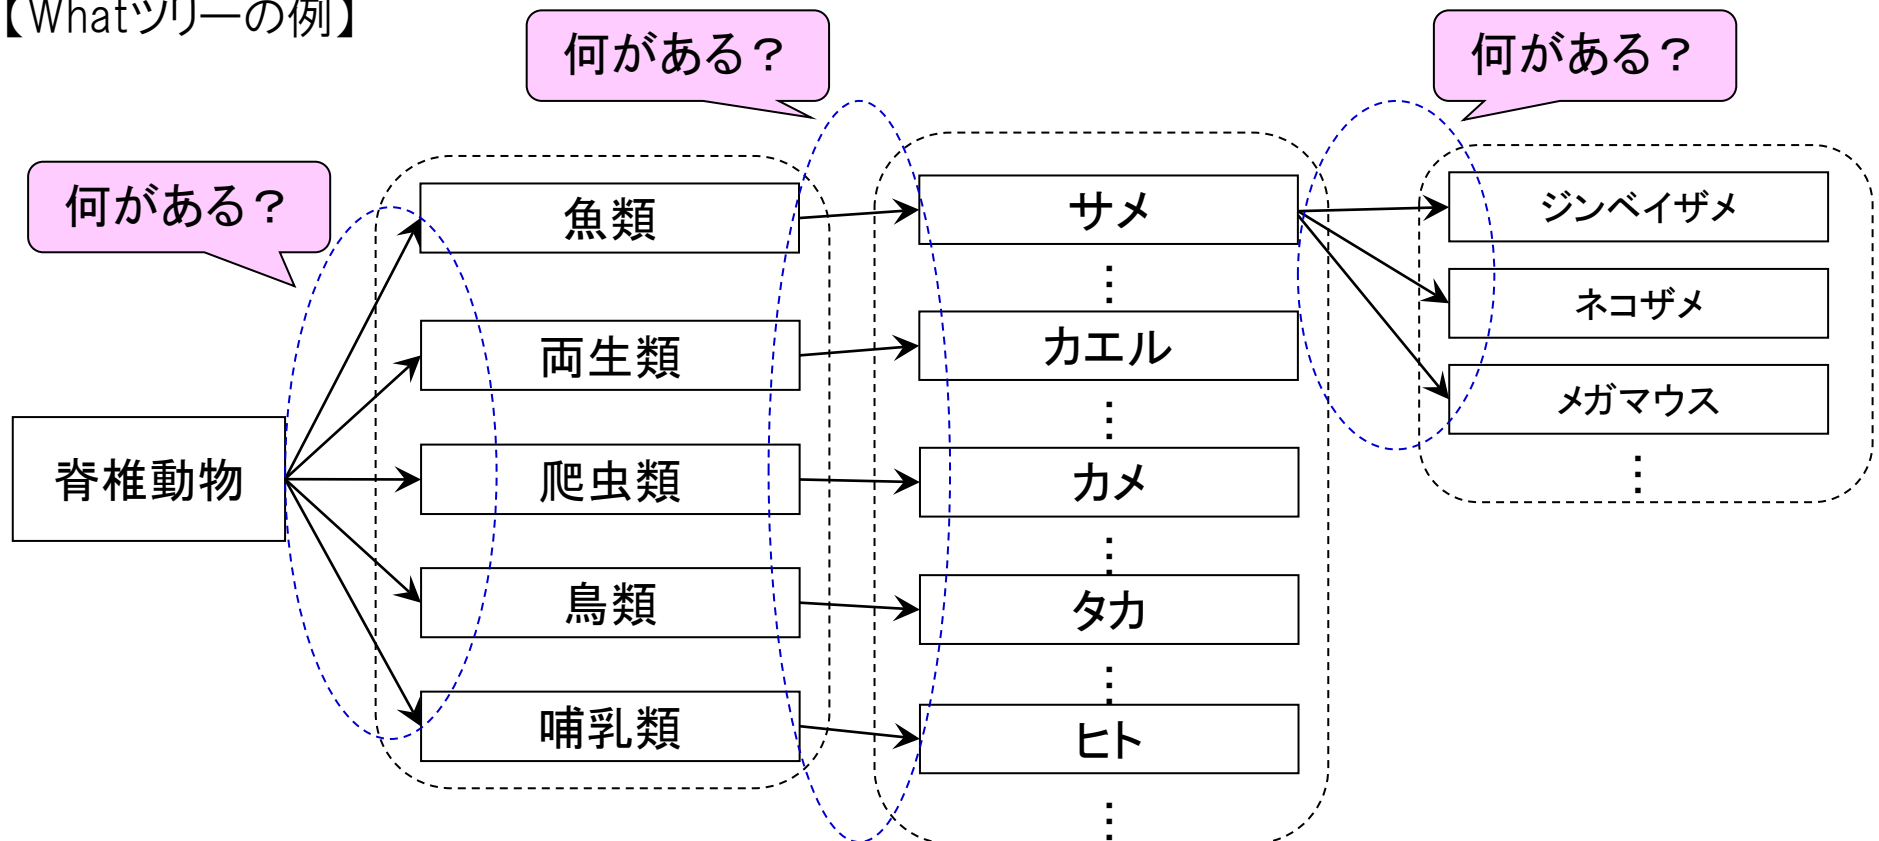 【Whatツリーの例】
何がある？
何がある？
何がある？
脊椎動物
魚類
両生類
爬虫類
鳥類
哺乳類
サメ
⋮
カエル
⋮
カメ
⋮
タカ
⋮
ヒト
⋮
ジンベイザメ
ネコザメ
メガマウス
⋮